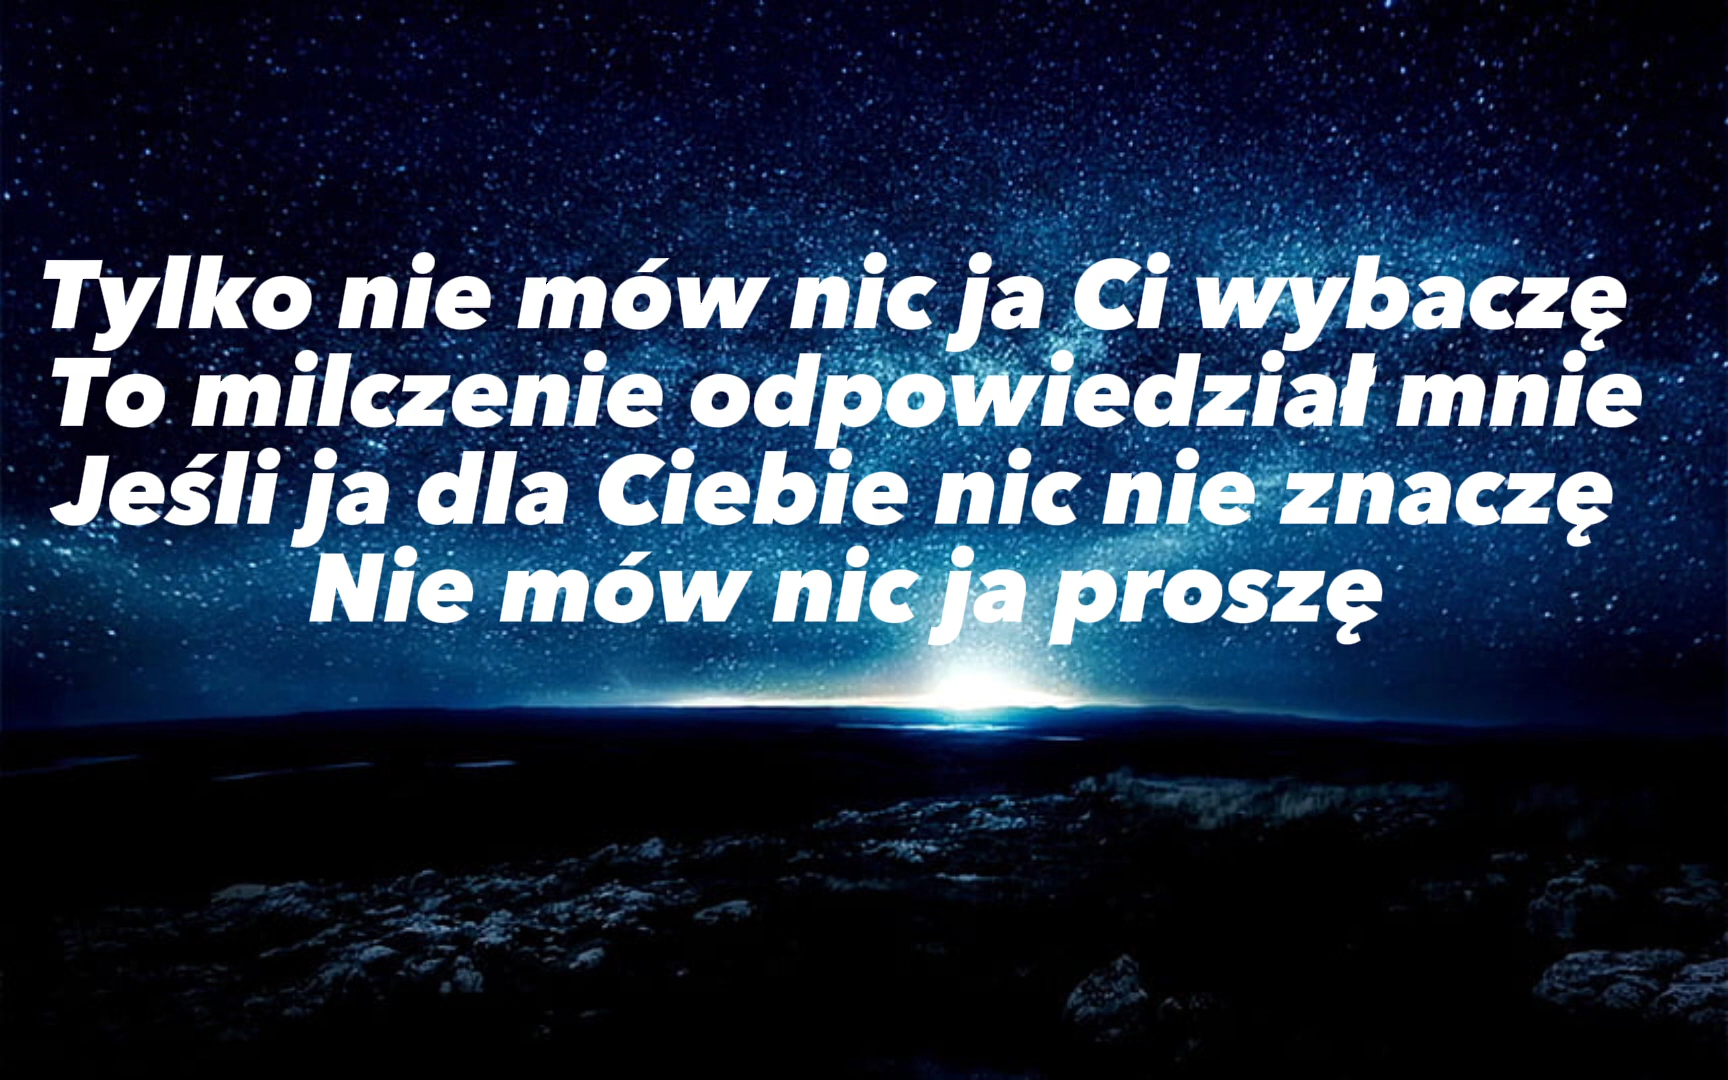 Tylko nie mów nic ja Ci wybaczę
To milczenie odpowiedział mnie
Jeśli ja dla Ciebie nic nie znaczę
Nie mów nic ja proszę